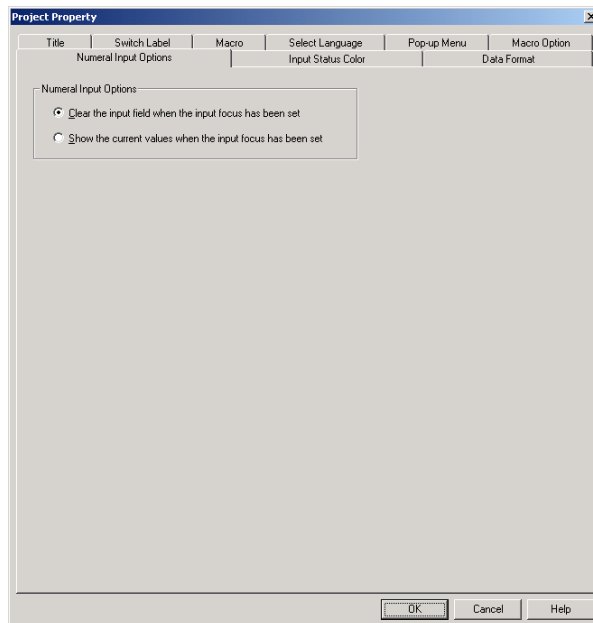 Project Property
Title Switch Label Macro Select Language Pop-up Menu Macro Option
Numeral Input Options Input Status Color Data Format
Numeral Input Options
Clear the input field when the input focus has been set
Show the current values when the input focus has been set
OK Cancel Help